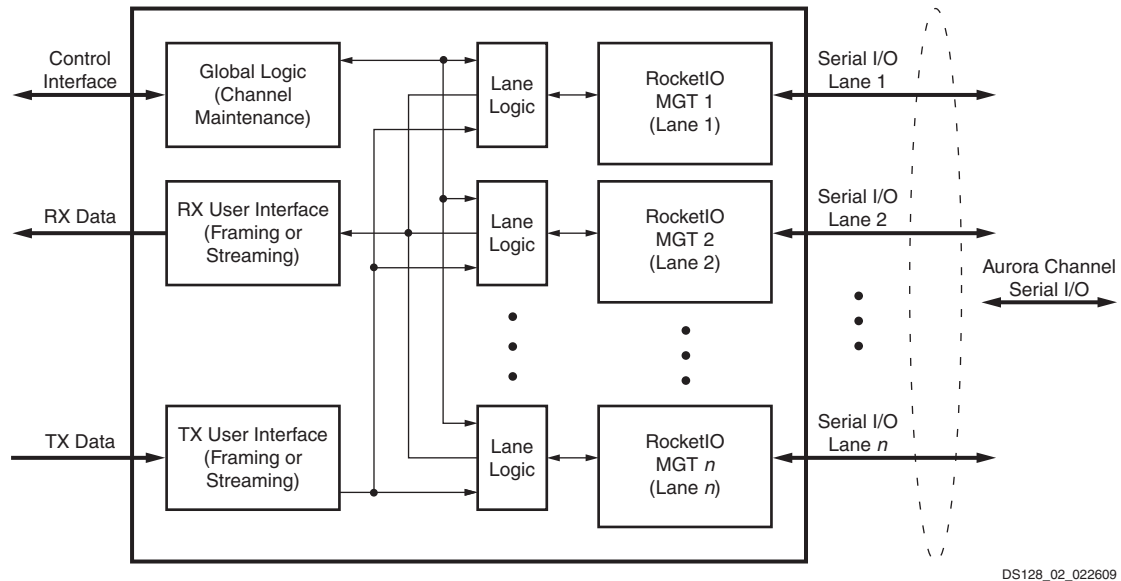 Control
Interface
Global Logic
(Channel
Maintenance)
Lane
Logic
RocketIO
MGT 1
(Lane 1)
Serial I/O
Lane 1
RX Data
RX User Interface
(Framing or
Streaming)
Lane
Logic
RocketIO
MGT 2
(Lane 2)
Serial I/O
Lane 2
Aurora Channel
Serial I/O
TX Data
TX User Interface
(Framing or
Streaming)
Lane
Logic
RocketIO
MGT n
(Lane n)
Serial I/O
Lane n
DS128_02_022609